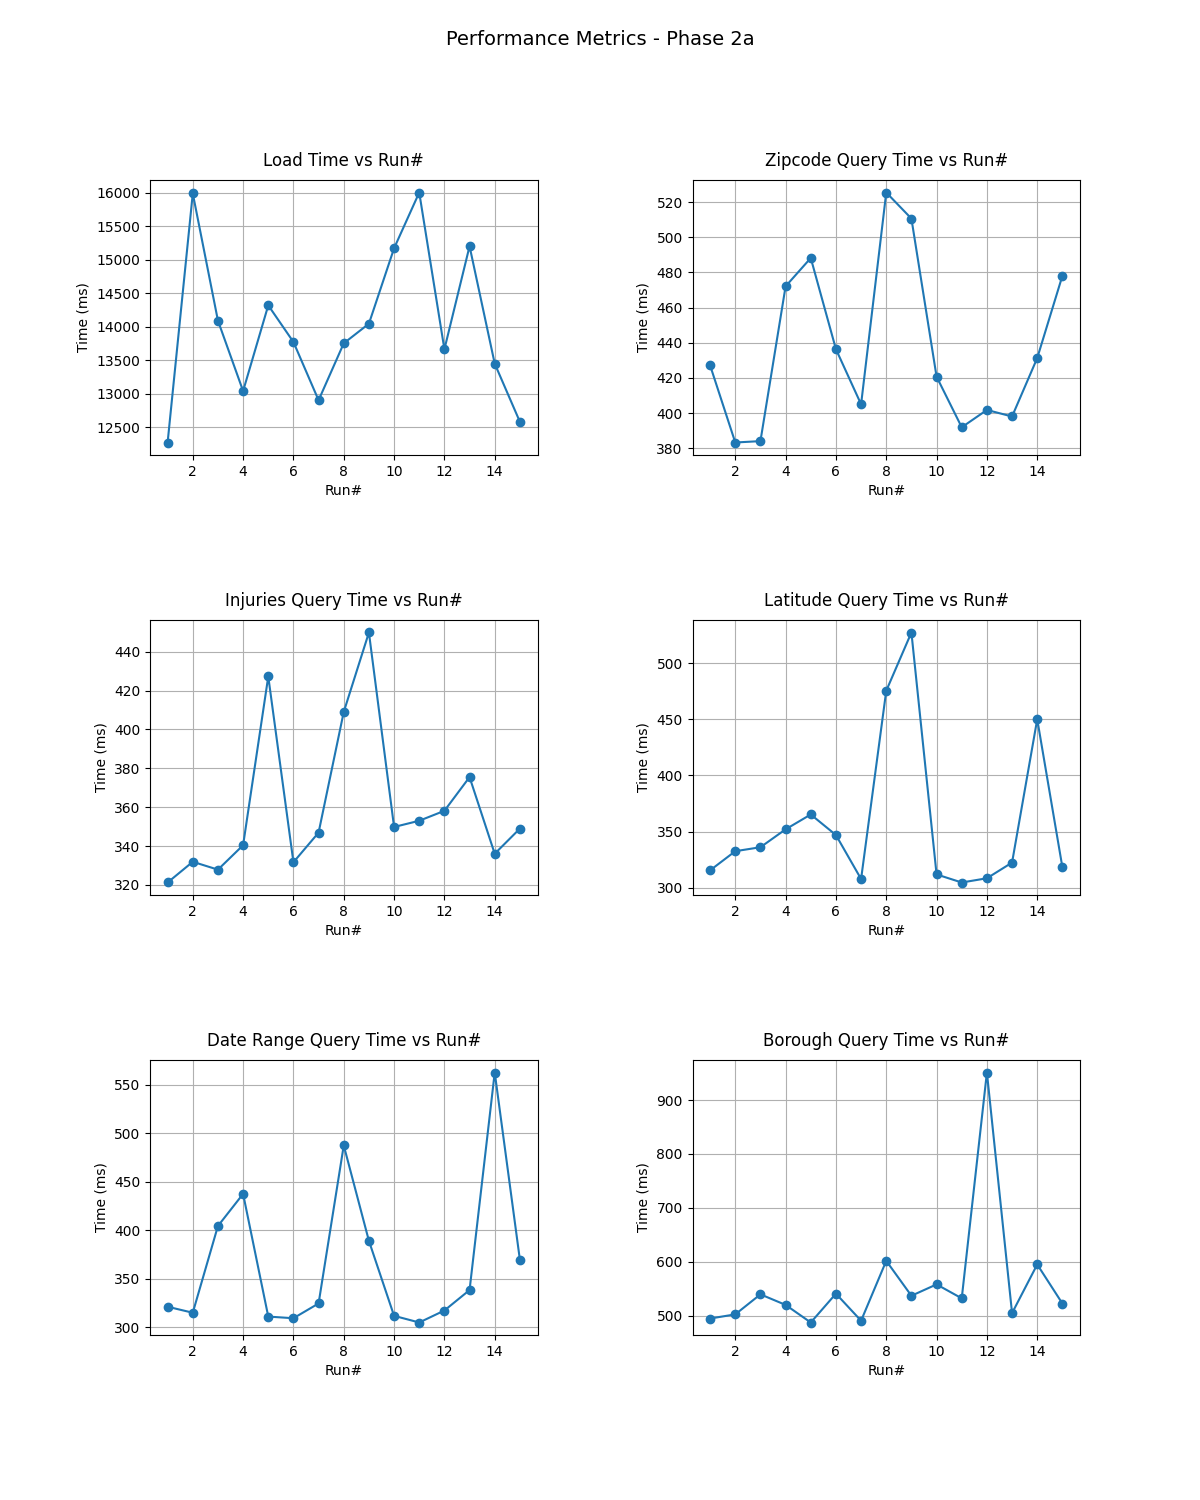 Performance Metrics - Phase 2a
Load Time vs Run#
Time (ms)
16000
15500
15000
14500
14000
13500
13000
12500
2 4 6 8 10 12 14
Run#
Zipcode Query Time vs Run#
Time (ms)
520
500
480
460
440
420
400
380
2 4 6 8 10 12 14
Run#
Injuries Query Time vs Run#
Time (ms)
440
420
400
380
360
340
320
2 4 6 8 10 12 14
Run#
Latitude Query Time vs Run#
Time (ms)
500
450
400
350
300
2 4 6 8 10 12 14
Run#
Date Range Query Time vs Run#
Time (ms)
550
500
450
400
350
300
2 4 6 8 10 12 14
Run#
Borough Query Time vs Run#
Time (ms)
900
800
700
600
500
2 4 6 8 10 12 14
Run#